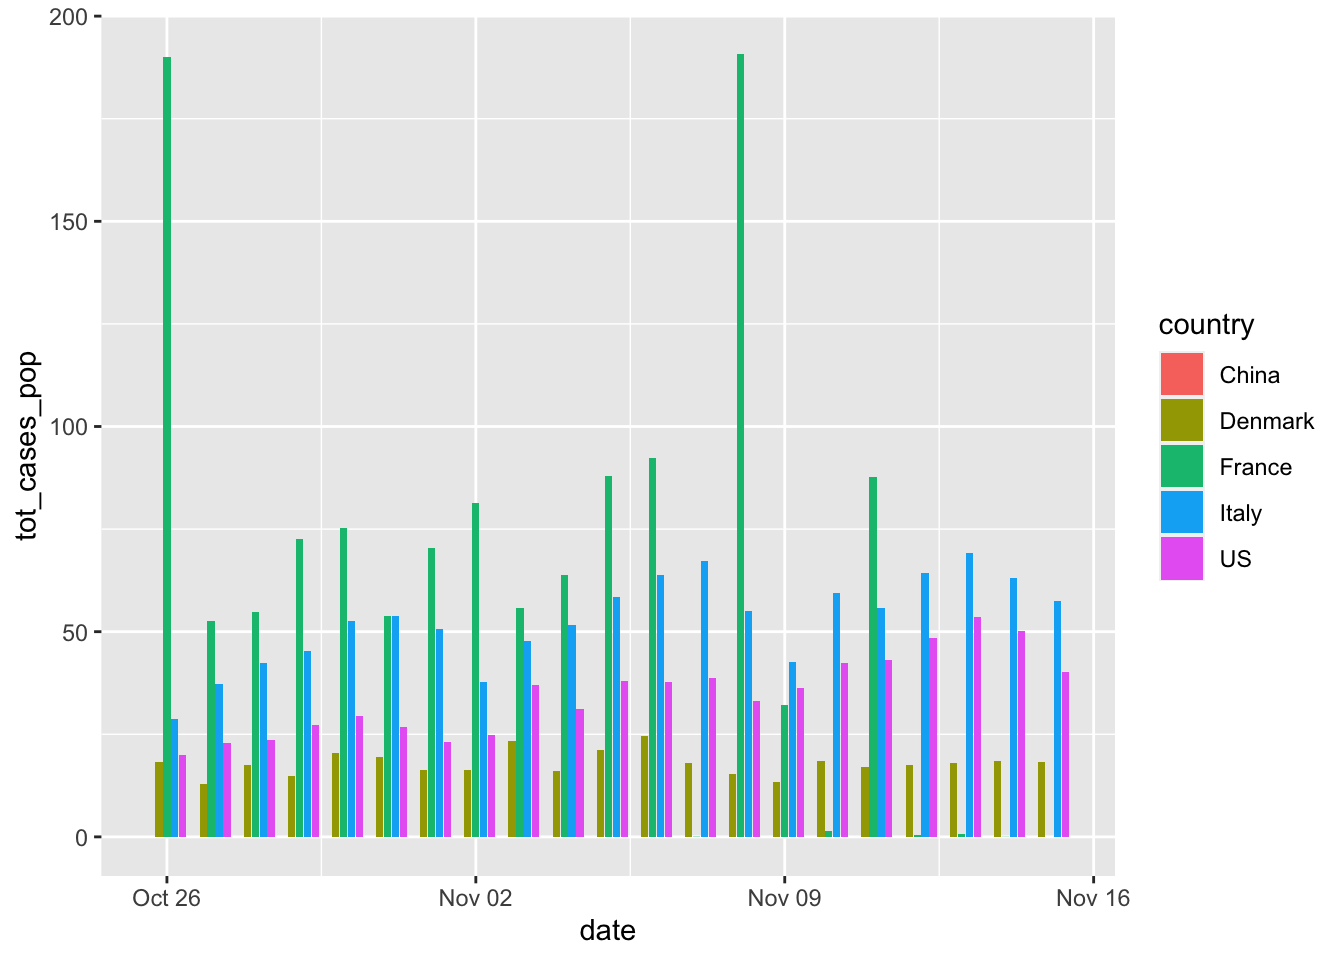 200
150
100
50
0
tot_cases_pop
Oct 26
Nov 02
Nov 09
Nov 16
date
country
China
Denmark
France
Italy
US